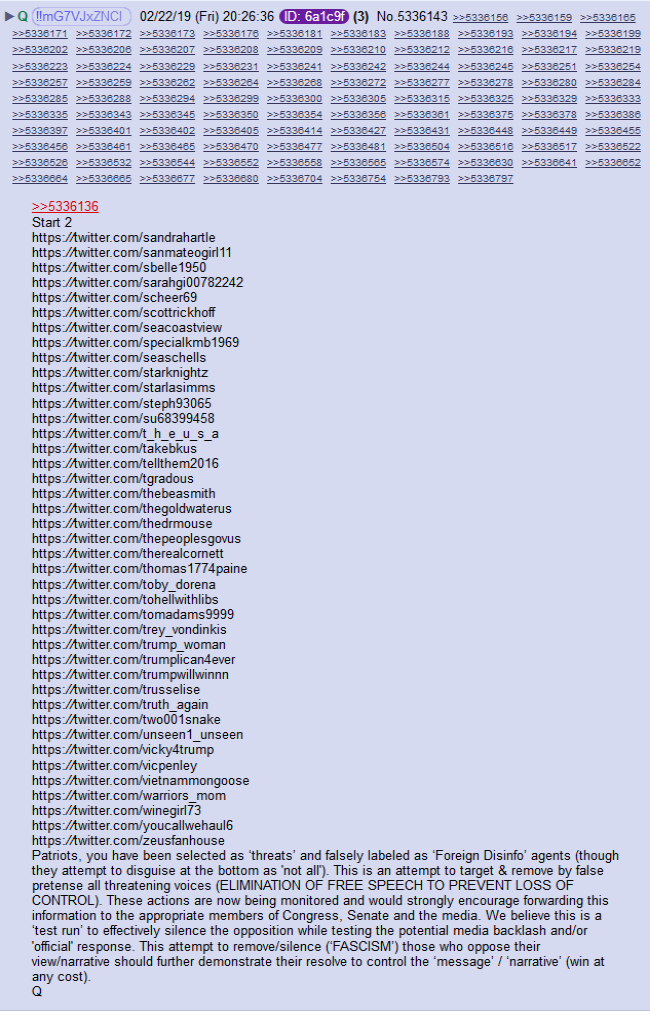 ▶ Q !!mG7VJxZNCI 02/22/19 (Fri) 20:26:36 ID: 6a1c9f (3) No.5336143 >>5336156 >>5336159 >>5336165
>>5336171 >>5336172 >>5336173 >>5336176 >>5336181 >>5336183 >>5336188 >>5336193 >>5336194 >>5336199
>>5336202 >>5336206 >>5336207 >>5336208 >>5336209 >>5336210 >>5336212 >>5336216 >>5336217 >>5336219
>>5336223 >>5336224 >>5336229 >>5336231 >>5336241 >>5336242 >>5336244 >>5336245 >>5336251 >>5336254
>>5336257 >>5336259 >>5336262 >>5336264 >>5336268 >>5336272 >>5336277 >>5336278 >>5336280 >>5336284
>>5336285 >>5336288 >>5336294 >>5336299 >>5336300 >>5336305 >>5336315 >>5336325 >>5336329 >>5336333
>>5336335 >>5336343 >>5336345 >>5336350 >>5336354 >>5336356 >>5336361 >>5336375 >>5336378 >>5336386
>>5336397 >>5336401 >>5336402 >>5336405 >>5336414 >>5336427 >>5336431 >>5336448 >>5336449 >>5336455
>>5336456 >>5336461 >>5336465 >>5336470 >>5336477 >>5336481 >>5336504 >>5336516 >>5336517 >>5336522
>>5336526 >>5336532 >>5336544 >>5336552 >>5336558 >>5336565 >>5336574 >>5336630 >>5336641 >>5336652
>>5336664 >>5336665 >>5336677 >>5336680 >>5336704 >>5336754 >>5336793 >>5336797
>>5336136
Start 2
https://twitter.com/sandrahartle
https://twitter.com/sanmateogirl11
https://twitter.com/sbelle1950
https://twitter.com/sarahgi00782242
https://twitter.com/scheer69
https://twitter.com/scottrickhoff
https://twitter.com/seacoastview
https://twitter.com/specialkmb1969
https://twitter.com/seaschells
https://twitter.com/starknightz
https://twitter.com/starlasimms
https://twitter.com/steph93065
https://twitter.com/su68399458
https://twitter.com/t_h_e_u_s_a
https://twitter.com/takebkus
https://twitter.com/tellthem2016
https://twitter.com/tgradous
https://twitter.com/thebeasmith
https://twitter.com/thegoldwaterus
https://twitter.com/thedrmouse
https://twitter.com/thepeoplesgovus
https://twitter.com/therealcornett
https://twitter.com/thomas1774paine
https://twitter.com/toby_dorena
https://twitter.com/tohellwithlibs
https://twitter.com/tomadams9999
https://twitter.com/trey_vondinkis
https://twitter.com/trump_woman
https://twitter.com/trumplican4ever
https://twitter.com/trumpwillwinnn
https://twitter.com/trusselise
https://twitter.com/truth_again
https://twitter.com/two001snake
https://twitter.com/unseen1_unseen
https://twitter.com/vicky4trump
https://twitter.com/vicpenley
https://twitter.com/vietnammongoose
https://twitter.com/warriors_mom
https://twitter.com/winegirl73
https://twitter.com/youcallwehaul6
https://twitter.com/zeusfanhouse
Patriots, you have been selected as ‘threats’ and falsely labeled as ‘Foreign Disinfo’ agents (though
they attempt to disguise at the bottom as 'not all'). This is an attempt to target & remove by false
pretense all threatening voices (ELIMINATION OF FREE SPEECH TO PREVENT LOSS OF
CONTROL). These actions are now being monitored and would strongly encourage forwarding this
information to the appropriate members of Congress, Senate and the media. We believe this is a
‘test run’ to effectively silence the opposition while testing the potential media backlash and/or
'official' response. This attempt to remove/silence (‘FASCISM’) those who oppose their
view/narrative should further demonstrate their resolve to control the ‘message’ / ‘narrative’ (win at
any cost).
Q